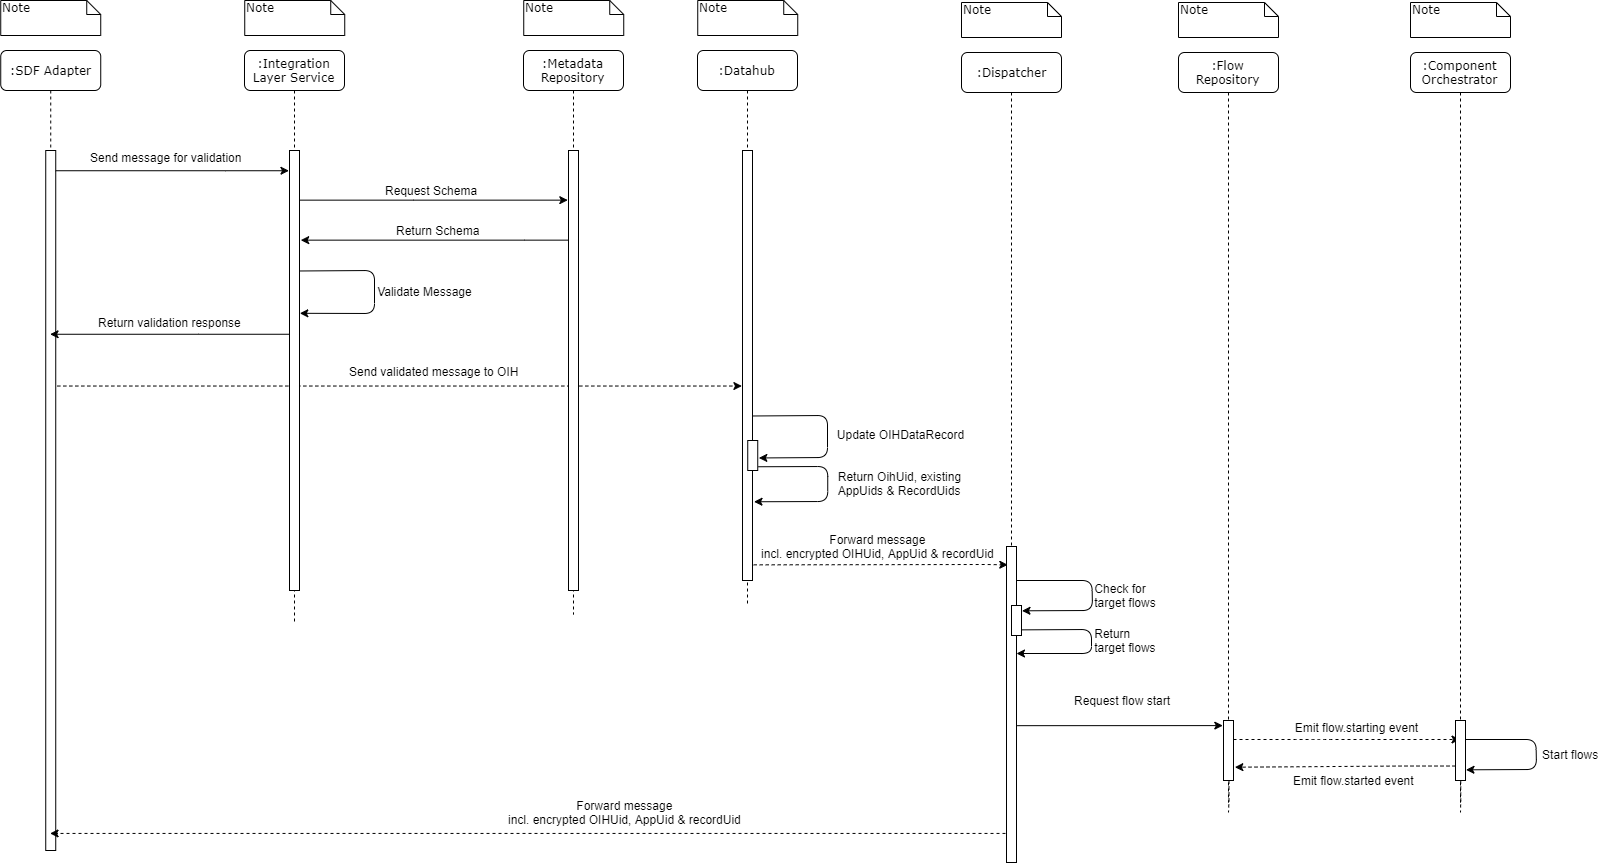 Note
Note
Note
Note
Note
Note
Note
:SDF Adapter
:Integration
Layer Service
:Metadata
Repository
:Datahub
:Dispatcher
:Flow
Repository
:Component
Orchestrator
Send message for validation
Request Schema
Return Schema
Validate Message
Return validation response
Send validated message to OIH
Update OIHDataRecord
Return OihUid, existing
AppUids & RecordUids
Forward message
incl. encrypted OIHUid, AppUid & recordUid
Check for
target flows
Return
target flows
Request flow start
Emit flow.starting event
Start flows
Emit flow.started event
Forward message
incl. encrypted OIHUid, AppUid & recordUid